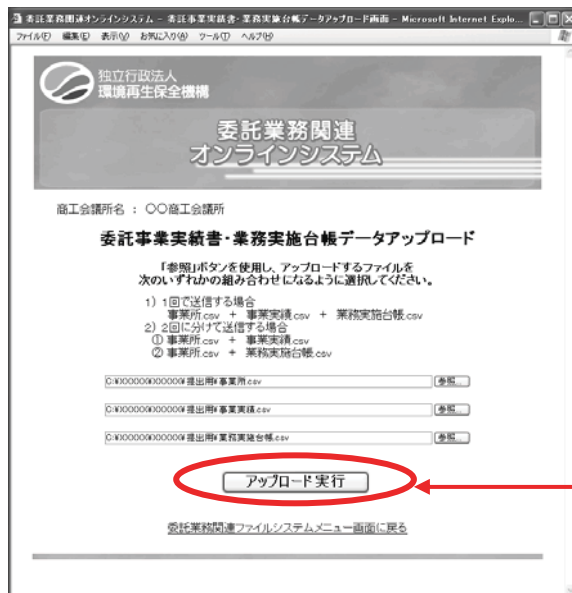 委託業務関連オンラインシステム - 委託事業実績書・業務実施台帳データアップロード画面 - Microsoft Internet Explo...
ファイル(F) 編集(E) 表示(V) お気に入り(A) ツール(T) ヘルプ(H)
独立行政法人
環境再生保全機構
委託業務関連
オンラインシステム
商工会議所名 ： 〇〇商工会議所
委託事業実績書・業務実施台帳データアップロード
「参照」ボタンを使用し、アップロードするファイルを
次のいずれかの組み合わせになるように選択してください。
1) 1回で送信する場合
事業所.csv + 事業実績.csv + 業務実施台帳.csv
2) 2回に分けて送信する場合
① 事業所.csv + 事業実績.csv
② 事業所.csv + 業務実施台帳.csv
C:¥XXXXXX¥XXXXXX¥提出用¥事業所.csv 参照...
C:¥XXXXXX¥XXXXXX¥提出用¥事業実績.csv 参照...
C:¥XXXXXX¥XXXXXX¥提出用¥業務実施台帳.csv 参照...
アップロード実行
委託業務関連ファイルシステムメニュー画面に戻る